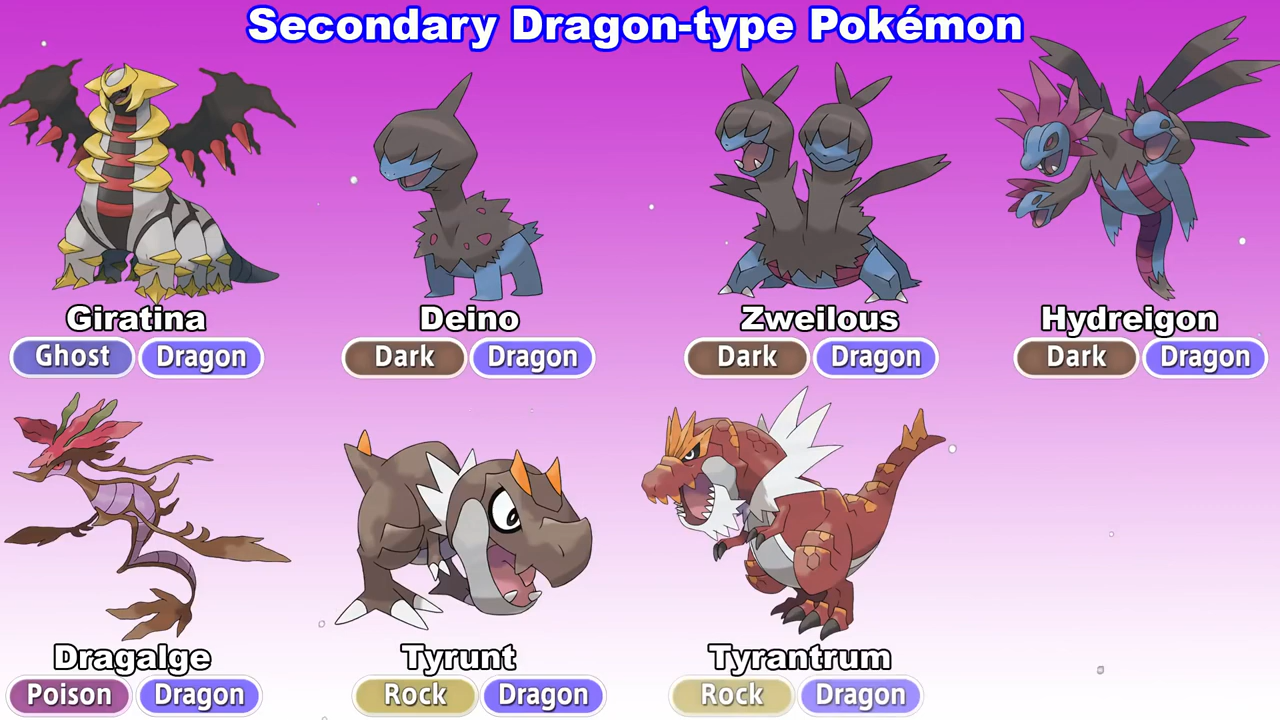 Secondary Dragon-type Pokémon
Giratina
Ghost Dragon
Deino
Dark Dragon
Zweilous
Dark Dragon
Hydreigon
Dark Dragon
Dragalge
Poison Dragon
Tyrunt
Rock Dragon
Tyrantrum
Rock Dragon